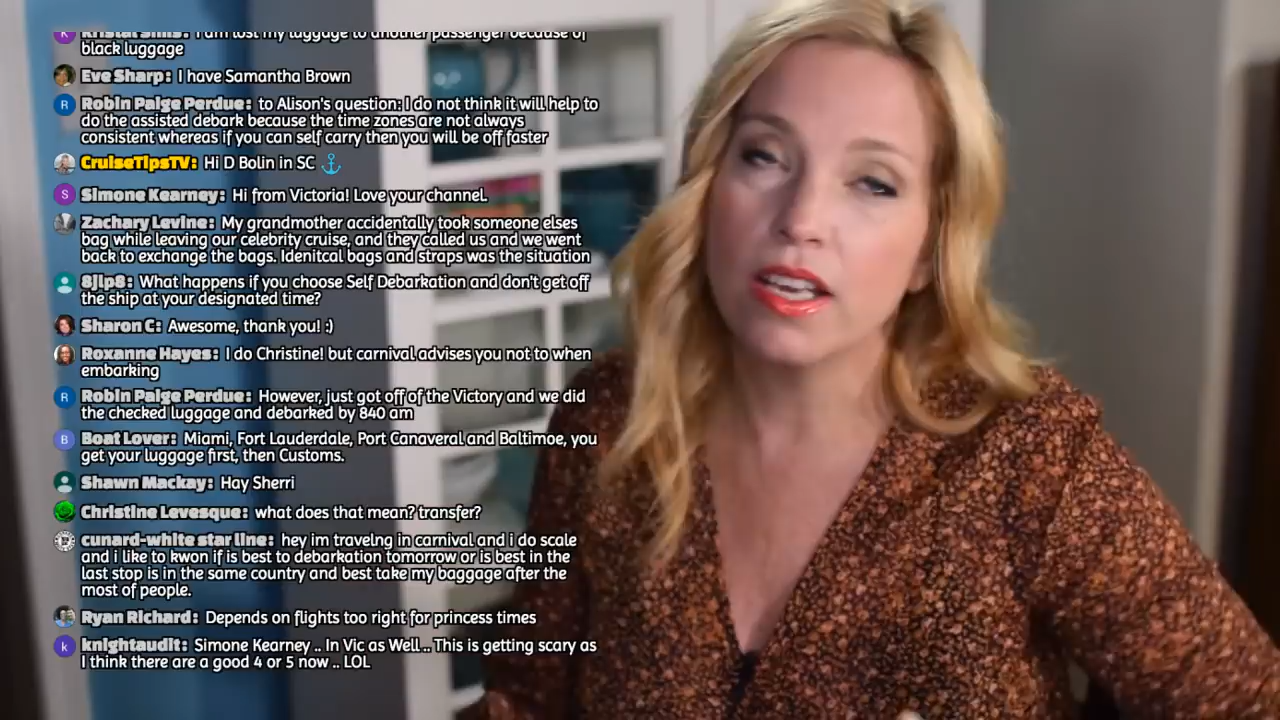 K Kristal Sills: I am lost my luggage to another passenger because of
black luggage
Eve Sharp: I have Samantha Brown
R Robin Paige Perdue: to Alison's question: I do not think it will help to
do the assisted debark because the time zones are not always
consistent whereas if you can self carry then you will be off faster
CruiseTipsTV: Hi D Bolin in SC ⚓
S Simone Kearney: Hi from Victoria! Love your channel.
Zachary Levine: My grandmother accidentally took someone elses
bag while leaving our celebrity cruise, and they called us and we went
back to exchange the bags. Idenitcal bags and straps was the situation
8jlp8: What happens if you choose Self Debarkation and don't get off
the ship at your designated time?
Sharon C: Awesome, thank you! :)
Roxanne Hayes: I do Christine! but carnival advises you not to when
embarking
R Robin Paige Perdue: However, just got off of the Victory and we did
the checked luggage and debarked by 840 am
B Boat Lover: Miami, Fort Lauderdale, Port Canaveral and Baltimoe, you
get your luggage first, then Customs.
Shawn Mackay: Hay Sherri
Christine Levesque: what does that mean? transfer?
cunard-white star line: hey im travelng in carnival and i do scale
and i like to kwon if is best to debarkation tomorrow or is best in the
last stop is in the same country and best take my baggage after the
most of people.
Ryan Richard: Depends on flights too right for princess times
k knightaudit: Simone Kearney .. In Vic as Well .. This is getting scary as
I think there are a good 4 or 5 now .. LOL